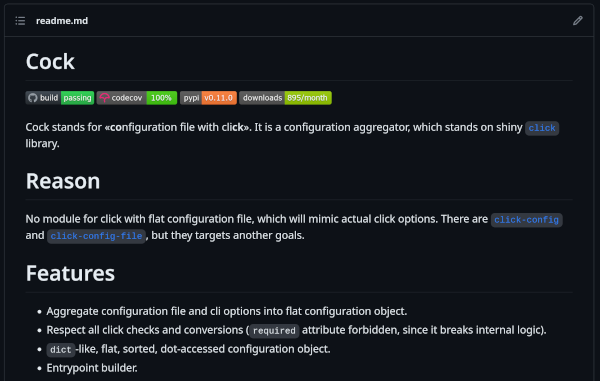 readme.md
Cock
build passing codecov 100% pypi v0.11.0 downloads 895/month
Cock stands for «configuration file with click». It is a configuration aggregator, which stands on shiny click
library.
Reason
No module for click with flat configuration file, which will mimic actual click options. There are click-config
and click-config-file, but they targets another goals.
Features
• Aggregate configuration file and cli options into flat configuration object.
• Respect all click checks and conversions (required attribute forbidden, since it breaks internal logic).
• dict-like, flat, sorted, dot-accessed configuration object.
• Entrypoint builder.